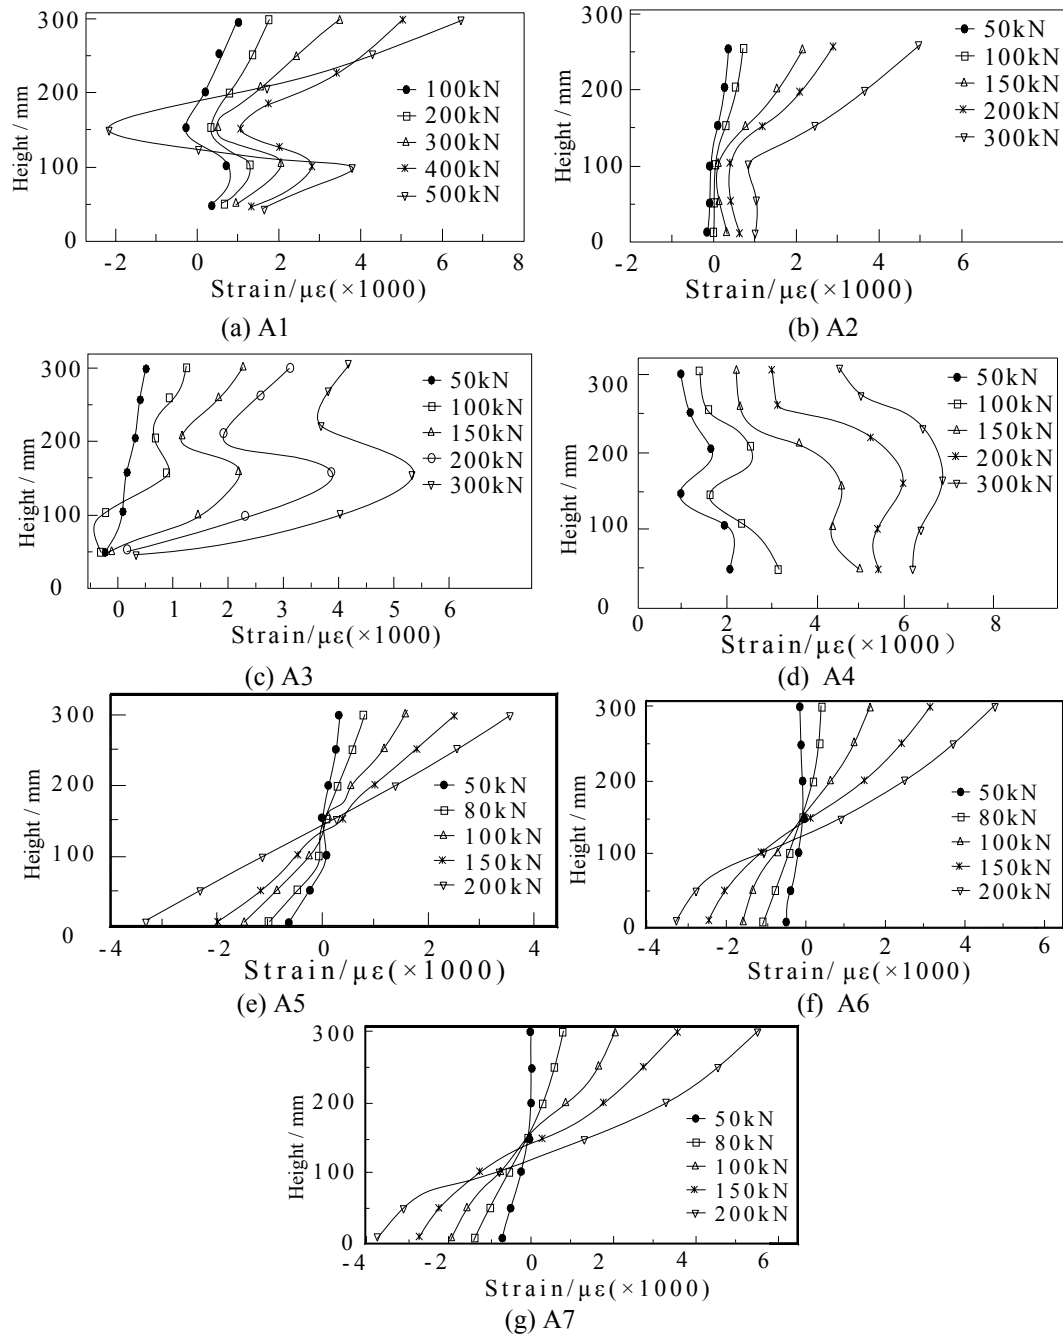 300
200
100
0
Height / mm
100kN
200kN
300kN
400kN
500kN
-2 0 2 4 6 8
Strain/με(×1000)
(a) A1
300
200
100
0
Height / mm
50kN
100kN
150kN
200kN
300kN
-2 0 2 4 6
Strain/με(×1000)
(b) A2
300
200
100
0
Height / mm
50kN
100kN
150kN
200kN
300kN
0 1 2 3 4 5 6
Strain/με(×1000)
(c) A3
300
200
100
0
Height / mm
50kN
100kN
150kN
200kN
300kN
0 2 4 6 8
Strain/με(×1000)
(d) A4
300
200
100
0
Height / mm
50kN
80kN
100kN
150kN
200kN
-4 -2 0 2 4
Strain/με(×1000)
(e) A5
300
200
100
0
Height / mm
50kN
80kN
100kN
150kN
200kN
-4 -2 0 2 4 6
Strain/με(×1000)
(f) A6
300
200
100
0
Height / mm
50kN
80kN
100kN
150kN
200kN
-4 -2 0 2 4 6
Strain/με(×1000)
(g) A7